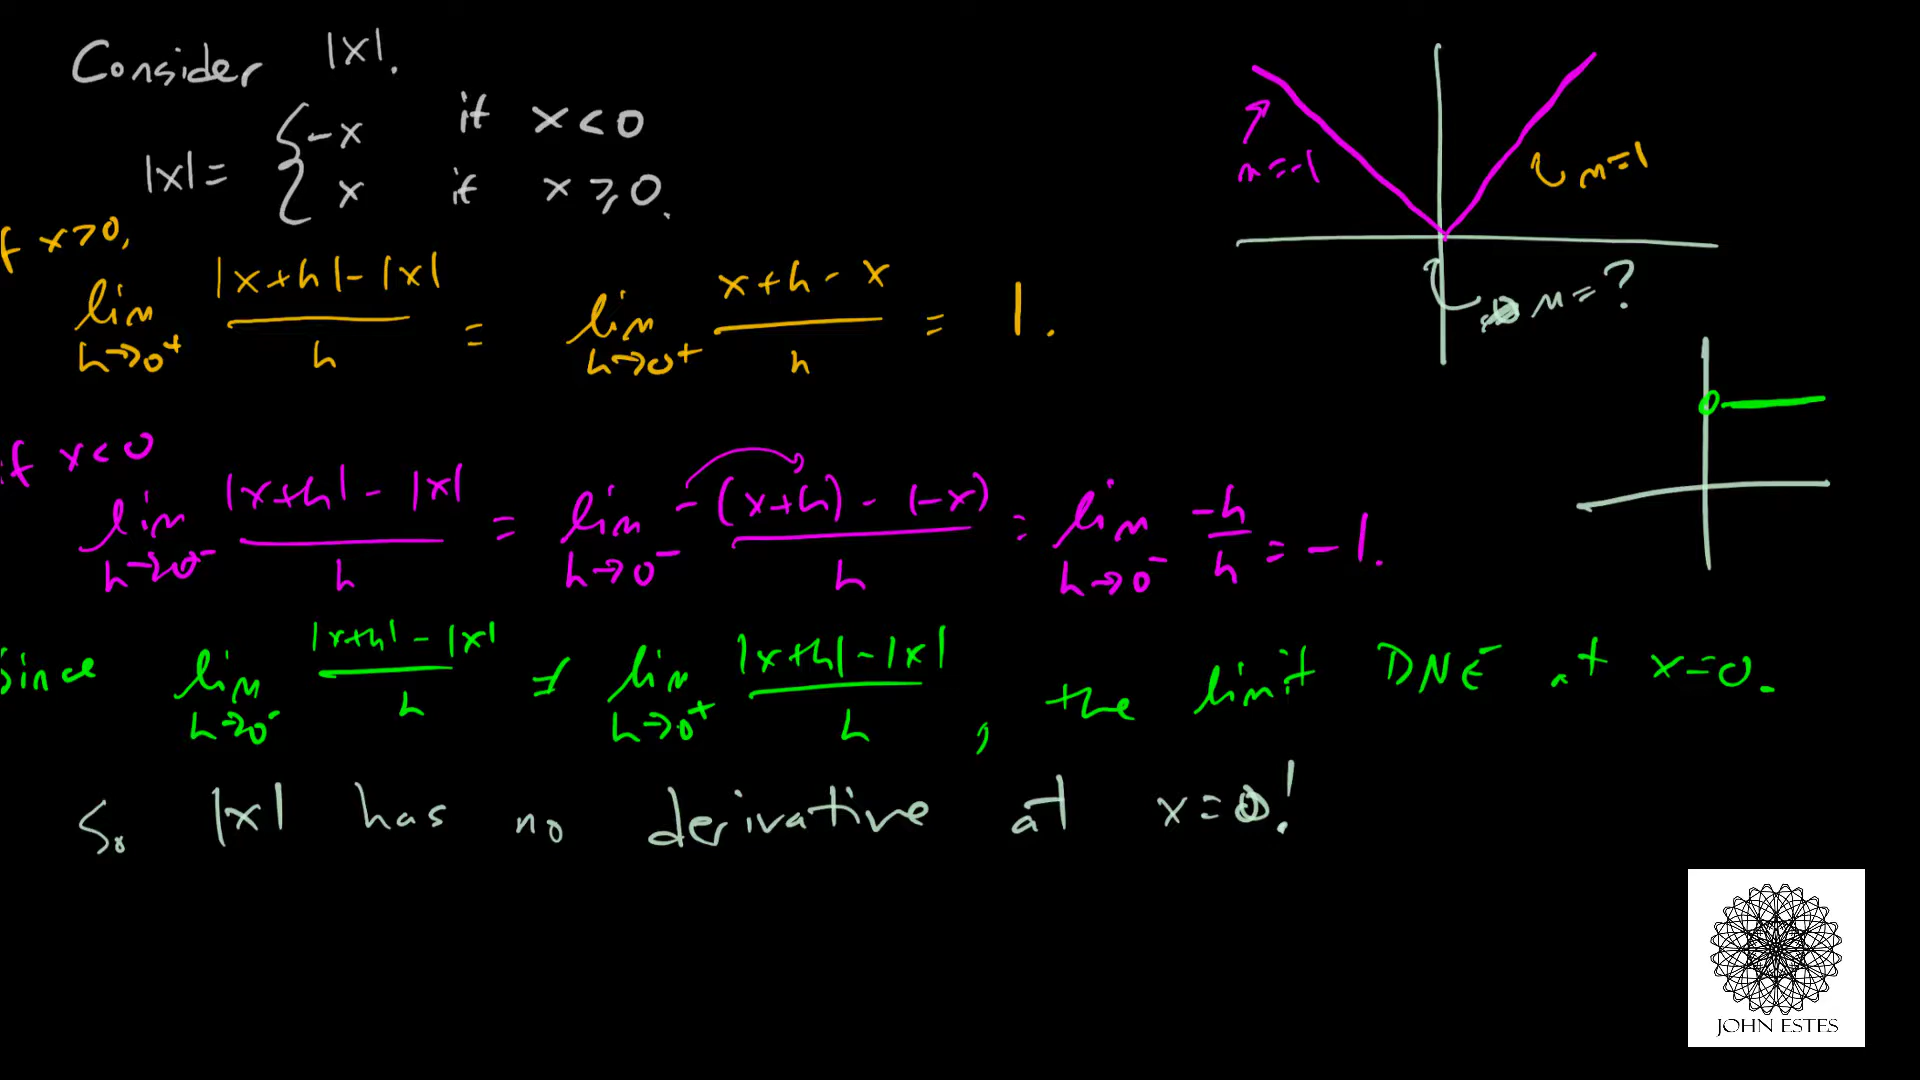 Consider |x|.
|x| = { -x if x < 0
x if x ≥ 0.
f x > 0,
lim h→0⁺ (|x+h| - |x|)/h = lim h→0⁺ (x+h - x)/h = 1.
if x < 0
lim h→0⁻ (|x+h| - |x|)/h = lim h→0⁻ (-(x+h) - (-x))/h = lim h→0⁻ -h/h = -1.
Since lim h→0⁻ (|x+h| - |x|)/h ≠ lim h→0⁺ (|x+h| - |x|)/h, the limit DNE at x=0.
So |x| has no derivative at x=0!
m=-1
m=1
m=?
JOHN ESTES